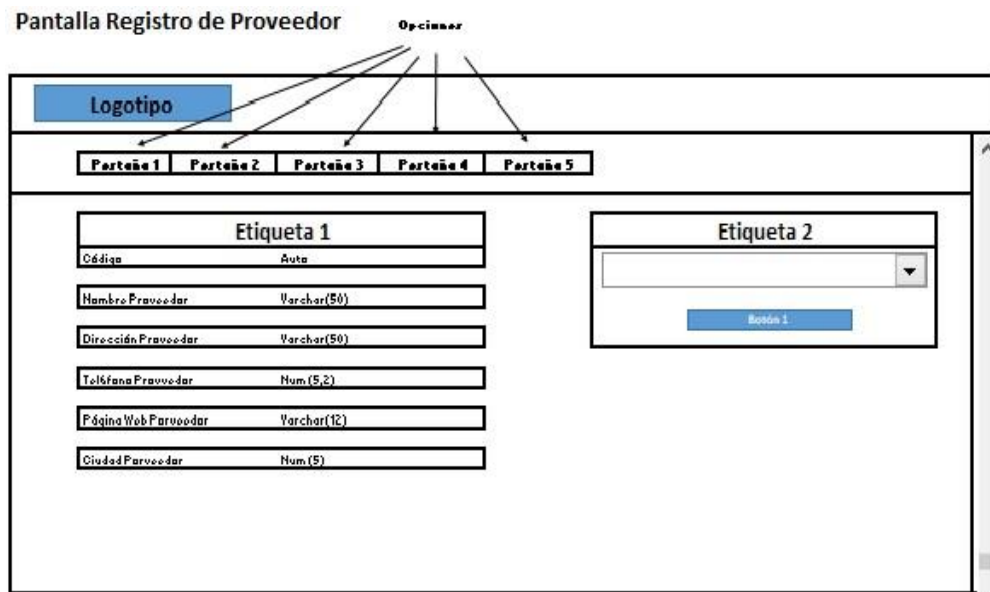 Pantalla Registro de Proveedor
Opciones
Logotipo
Pestaña 1 Pestaña 2 Pestaña 3 Pestaña 4 Pestaña 5
Etiqueta 1
Código Auto
Nombre Proveedor Varchar(50)
Dirección Proveedor Varchar(50)
Teléfono Proveedor Num (5,2)
Página Web Parveedor Varchar(12)
Ciudad Parveedor Num (5)
Etiqueta 2
Botón 1